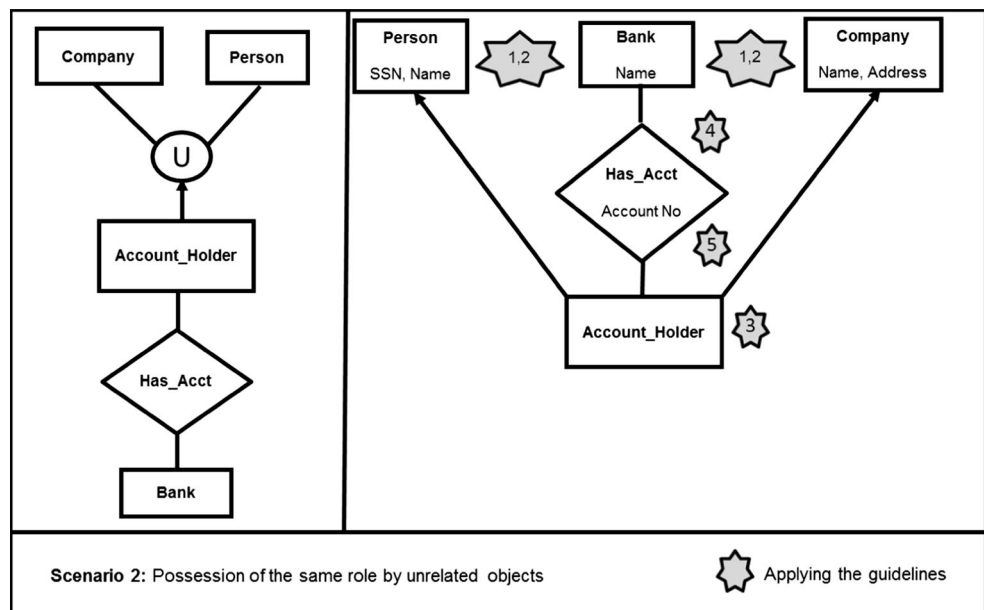 Company
Person
U
Account_Holder
Has_Acct
Bank
Person
SSN, Name
1,2
Bank
Name
1,2
Company
Name, Address
4
Has_Acct
Account No
5
Account_Holder
3
Scenario 2: Possession of the same role by unrelated objects
Applying the guidelines